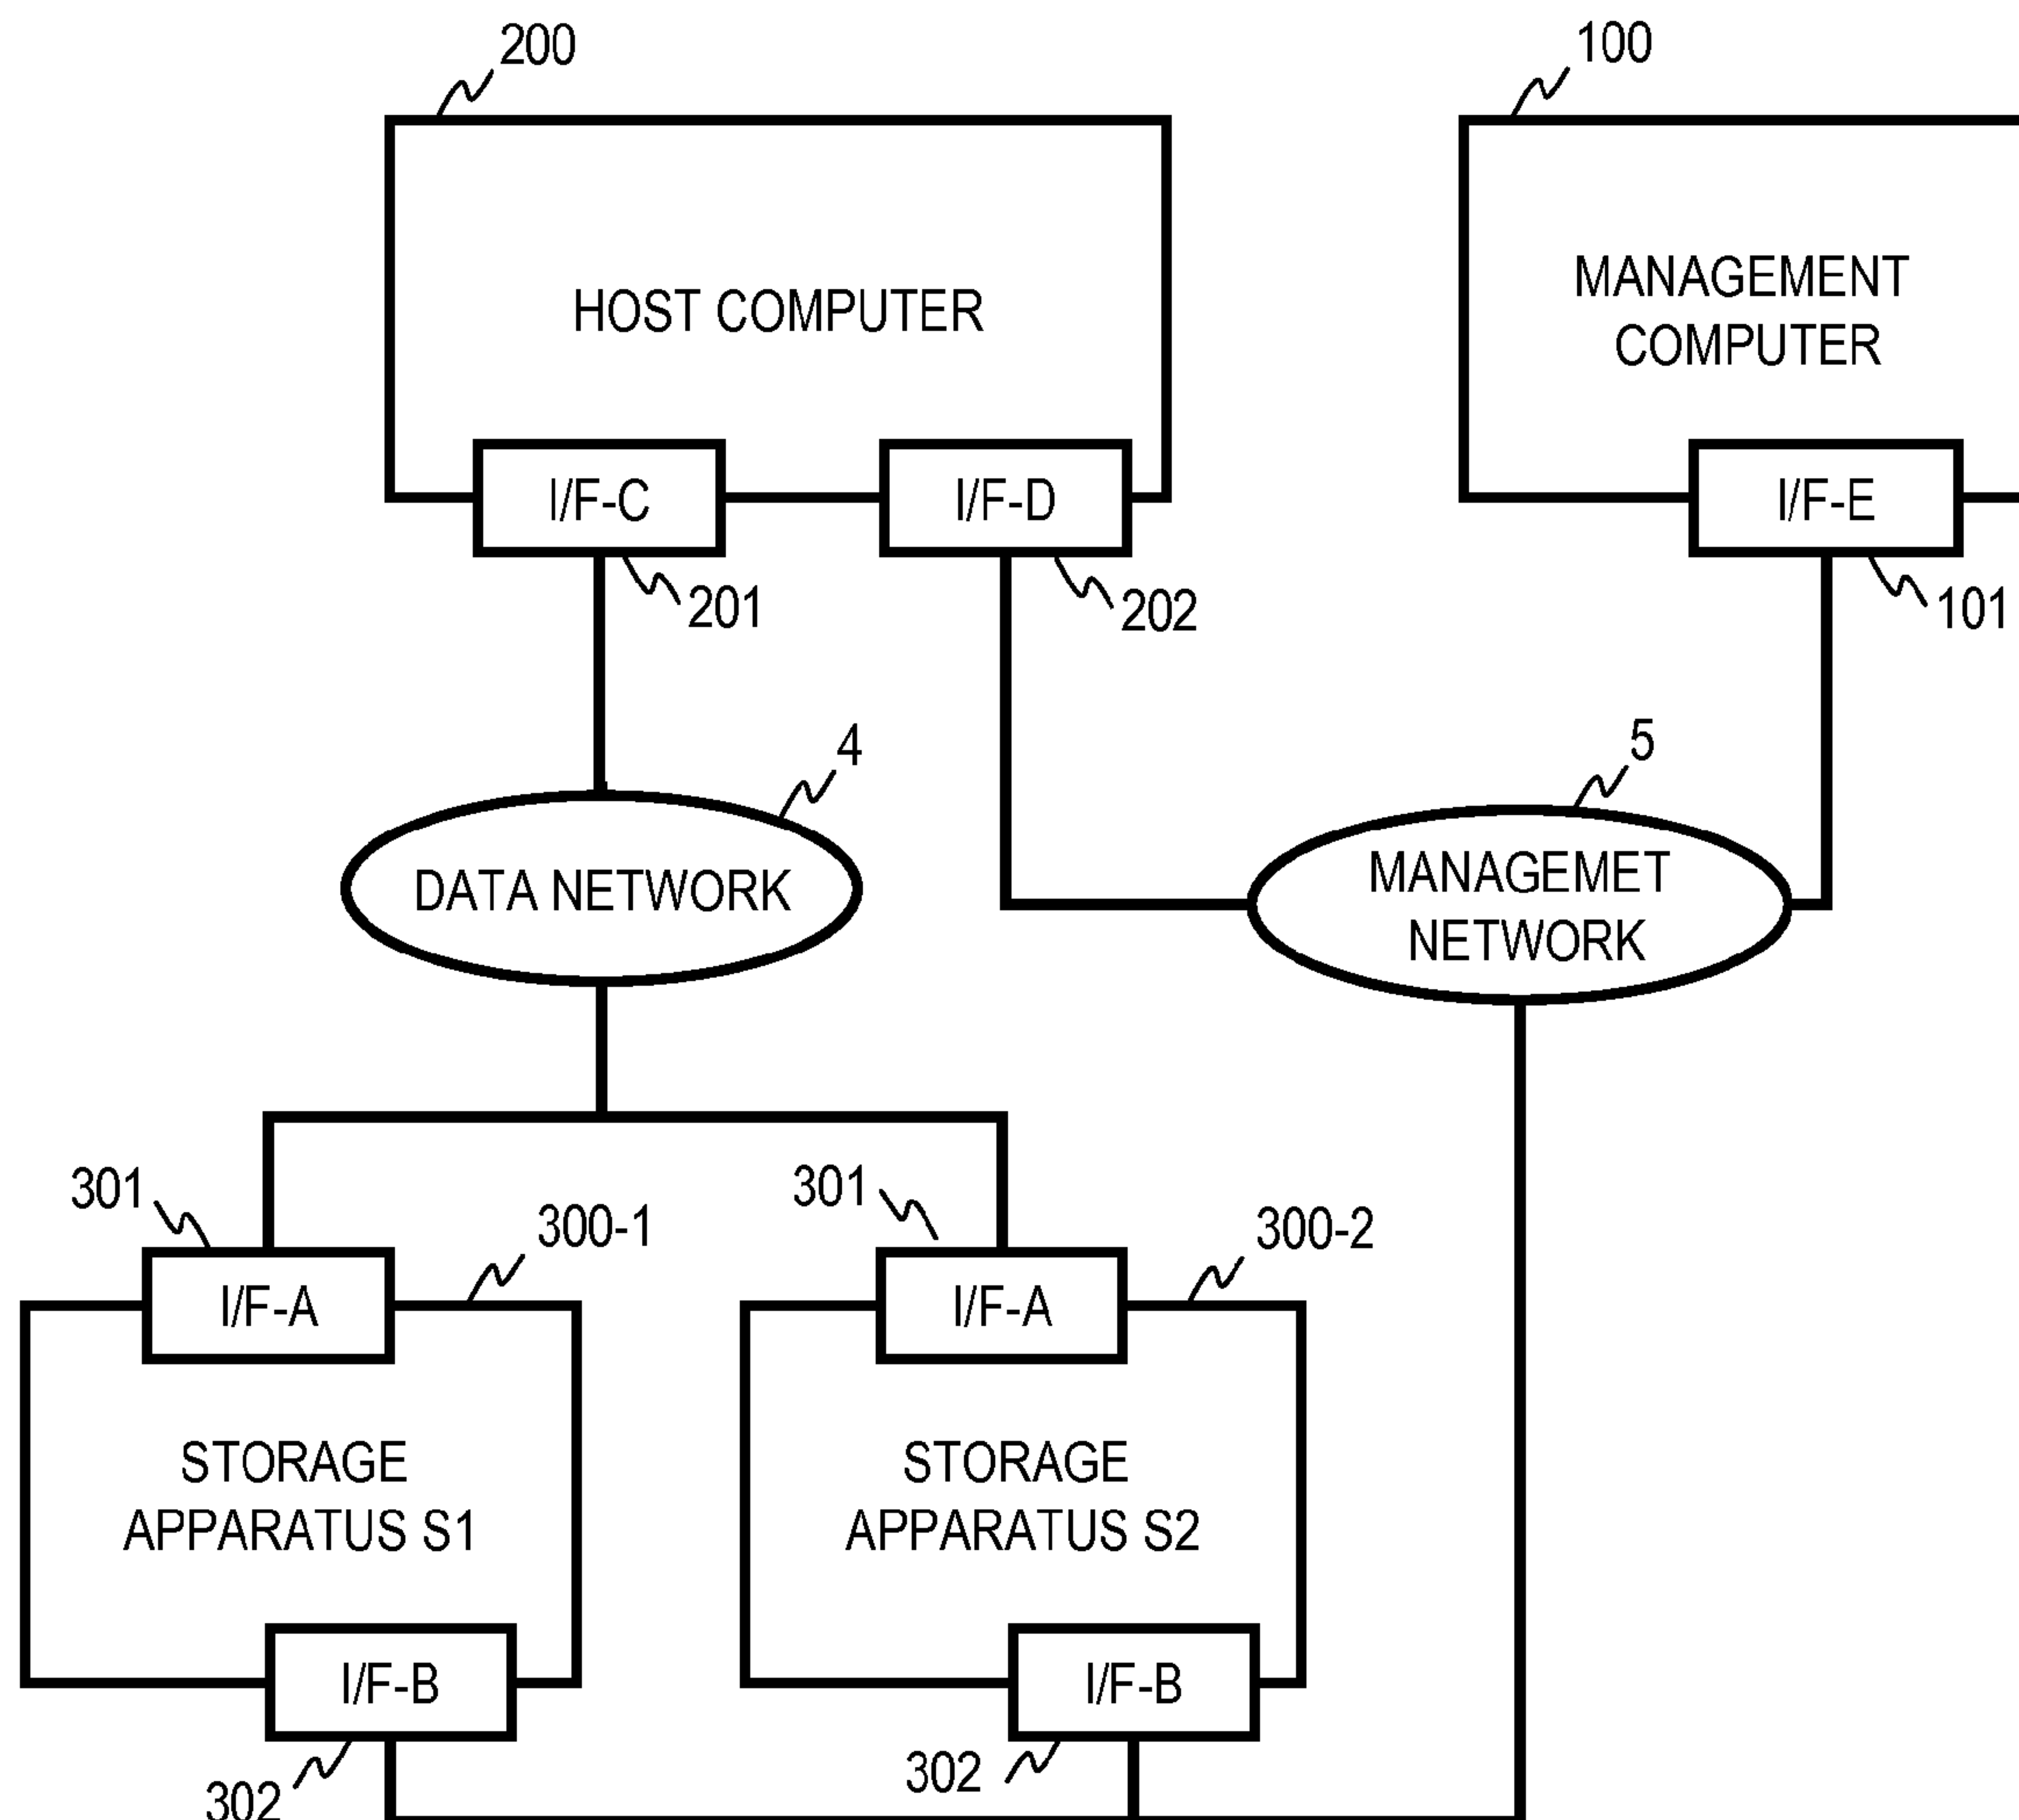 200
100
HOST COMPUTER
MANAGEMENT
COMPUTER
I/F-C
I/F-D
I/F-E
201
202
101
4
5
DATA NETWORK
MANAGEMET
NETWORK
301
300-1
301
300-2
I/F-A
I/F-A
STORAGE
APPARATUS S1
STORAGE
APPARATUS S2
I/F-B
I/F-B
302
302